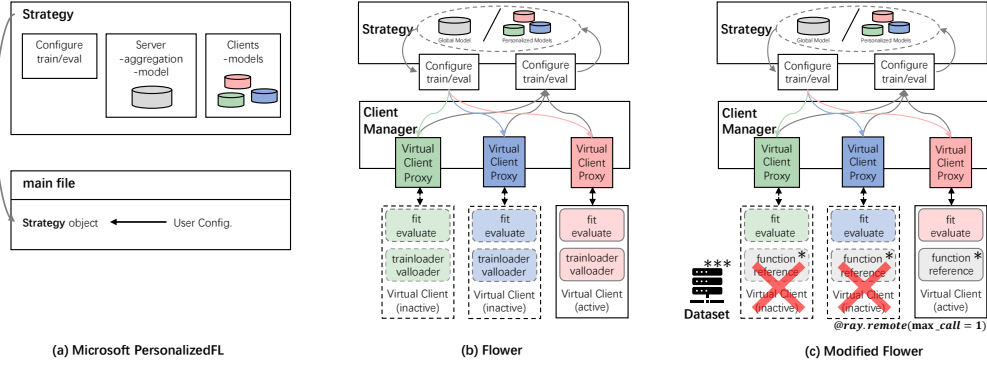 Strategy
Configure
train/eval
Server
-aggregation
-model
Clients
-models
main file
Strategy object
User Config.
(a) Microsoft PersonalizedFL
Strategy
Global Model
/
Personalized Models
Configure
train/eval
Configure
train/eval
Client
Manager
Virtual
Client
Proxy
Virtual
Client
Proxy
Virtual
Client
Proxy
fit
evaluate
trainloader
valloader
Virtual Client
(inactive)
fit
evaluate
trainloader
valloader
Virtual Client
(inactive)
fit
evaluate
trainloader
valloader
Virtual Client
(active)
(b) Flower
Strategy
Global Model
/
Personalized Models
Configure
train/eval
Configure
train/eval
Client
Manager
Virtual
Client
Proxy
Virtual
Client
Proxy
Virtual
Client
Proxy
***
Dataset
fit
evaluate
function *
reference
Virtual Client
(inactive)
fit
evaluate
function *
reference
Virtual Client
(inactive)
fit
evaluate
function *
reference
Virtual Client
(active)
@ray.remote(max_call = 1)
(c) Modified Flower